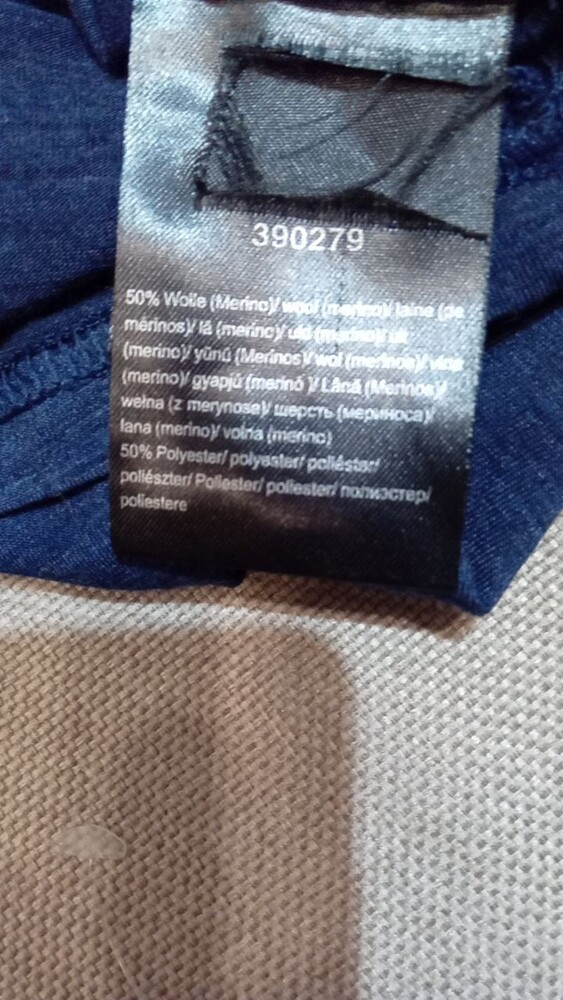 390279
50% Wolle (Merino)/ wool (merino)/ laine (de
mérinos)/ lã (merino)/ uld (merino)/ ull
(merino)/ yünü (Merinos)/ wol (merinos)/ vlna
(merino)/ gyapjú (merinó )/ Lână (Merinos)/
wełna (z merynosa)/ шерсть (мериноса)/
lana (merino)/ volna (merino)
50% Polyester/ polyester/ poliéster/
poliészter/ Poliester/ poliester/ полиэстер/
poliestere